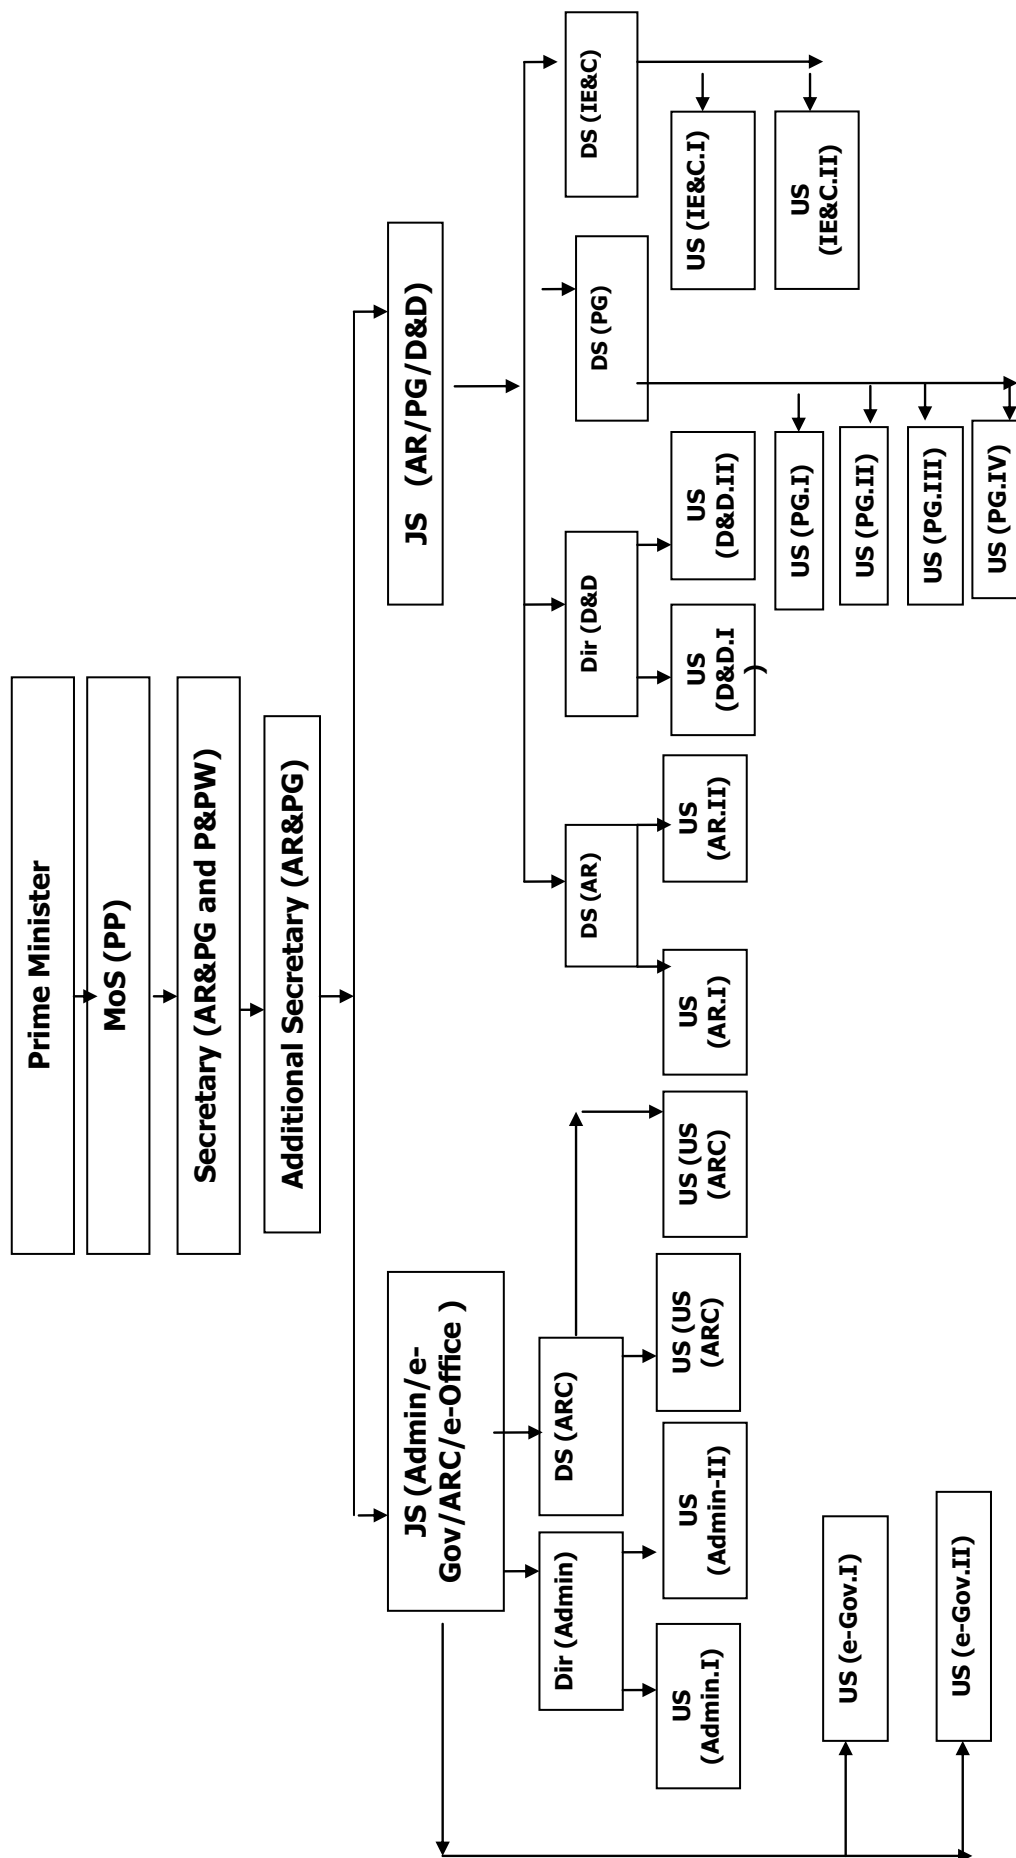 Prime Minister
MoS (PP)
Secretary (AR&PG and P&PW)
Additional Secretary (AR&PG)
JS (Admin/e-
Gov/ARC/e-Office )
JS (AR/PG/D&D)
Dir (Admin)
DS (ARC)
DS (AR)
Dir (D&D
DS (PG)
DS (IE&C)
US
(Admin.I)
US
(Admin-II)
US (US
(ARC)
US (US
(ARC)
US
(AR.I)
US
(AR.II)
US
(D&D.I
)
US
(D&D.II)
US (IE&C.I)
US
(IE&C.II)
US (PG.I)
US (PG.II)
US (PG.III)
US (PG.IV)
US (e-Gov.I)
US (e-Gov.II)